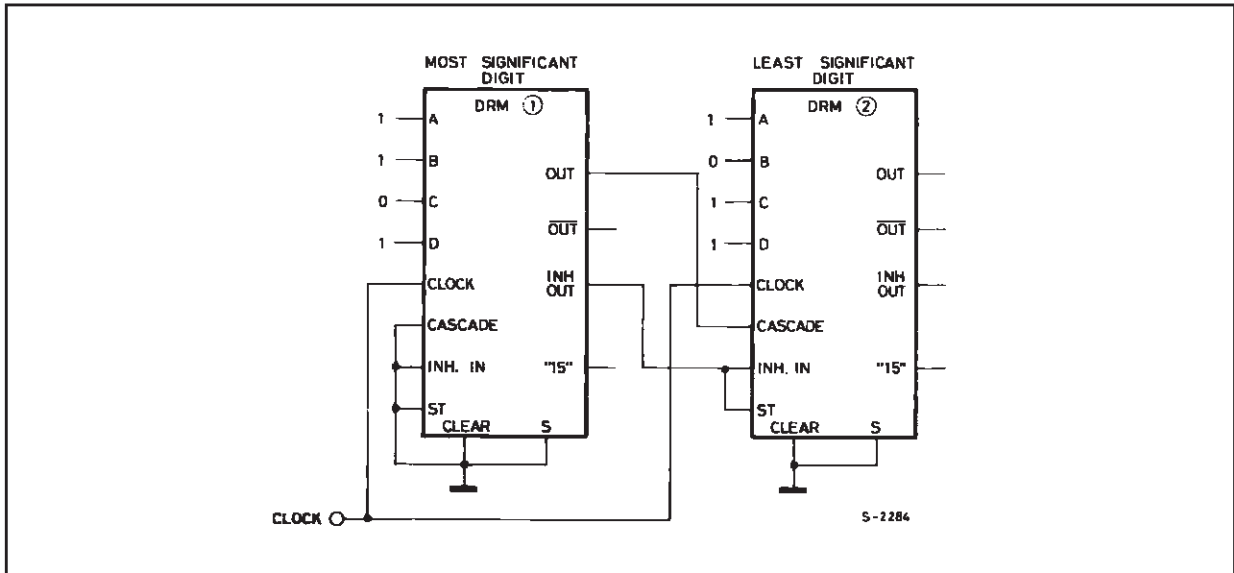 MOST SIGNIFICANT
DIGIT
DRM ①
1 A
1 B
0 C
1 D
CLOCK
CASCADE
INH. IN
ST
CLEAR S
OUT
O̅U̅T̅
INH
OUT
"15"
LEAST SIGNIFICANT
DIGIT
DRM ②
1 A
0 B
1 C
1 D
CLOCK
CASCADE
INH. IN
ST
CLEAR S
OUT
O̅U̅T̅
INH
OUT
"15"
CLOCK
S-2284